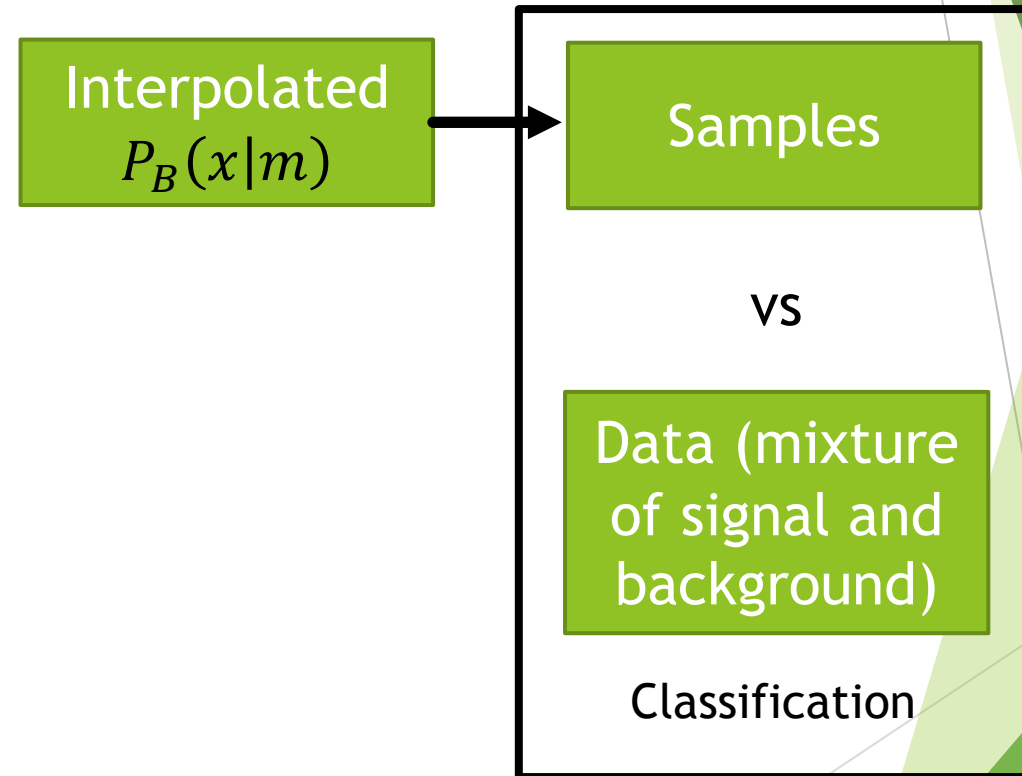 Interpolated
P_B(x|m)
Samples
vs
Data (mixture
of signal and
background)
Classification